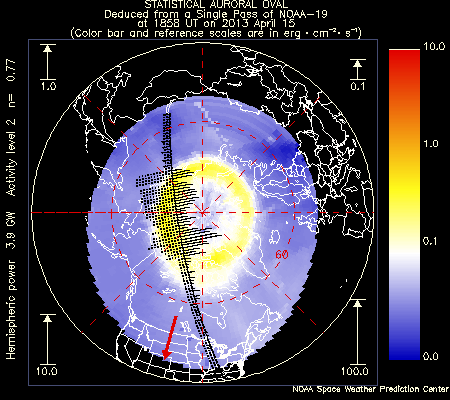 STATISTICAL AURORAL OVAL
Deduced from a Single Pass of NOAA-19
at 1858 UT on 2013 April 15
(Color bar and reference scales are in erg · cm⁻² · s⁻¹)
Hemispheric power 3.9 GW Activity level 2 n= 0.77
1.0
0.1
10.0
100.0
60
10.0
1.0
0.1
0.0
NOAA Space Weather Prediction Center